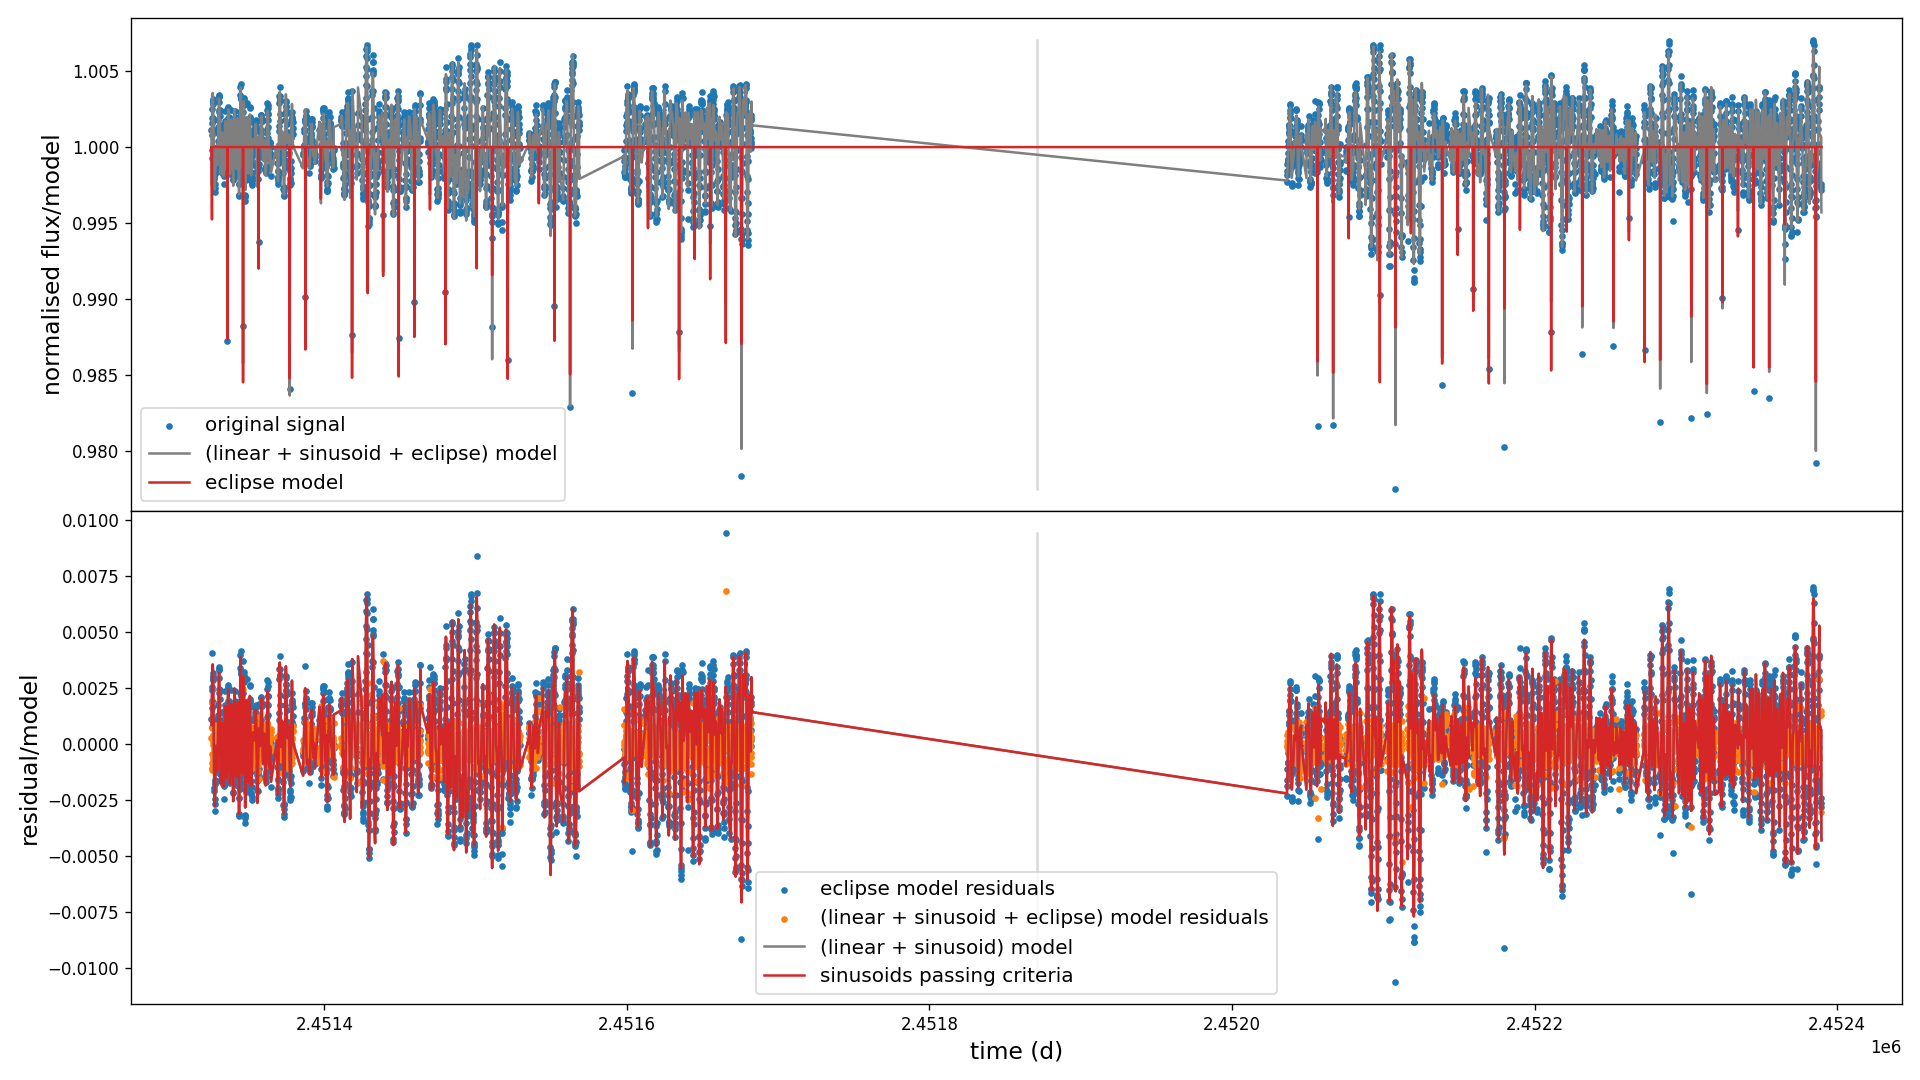 normalised flux/model
1.005
1.000
0.995
0.990
0.985
0.980
original signal
(linear + sinusoid + eclipse) model
eclipse model
residual/model
0.0100
0.0075
0.0050
0.0025
0.0000
−0.0025
−0.0050
−0.0075
−0.0100
eclipse model residuals
(linear + sinusoid + eclipse) model residuals
(linear + sinusoid) model
sinusoids passing criteria
2.4514 2.4516 2.4518 2.4520 2.4522 2.4524
time (d)
1e6